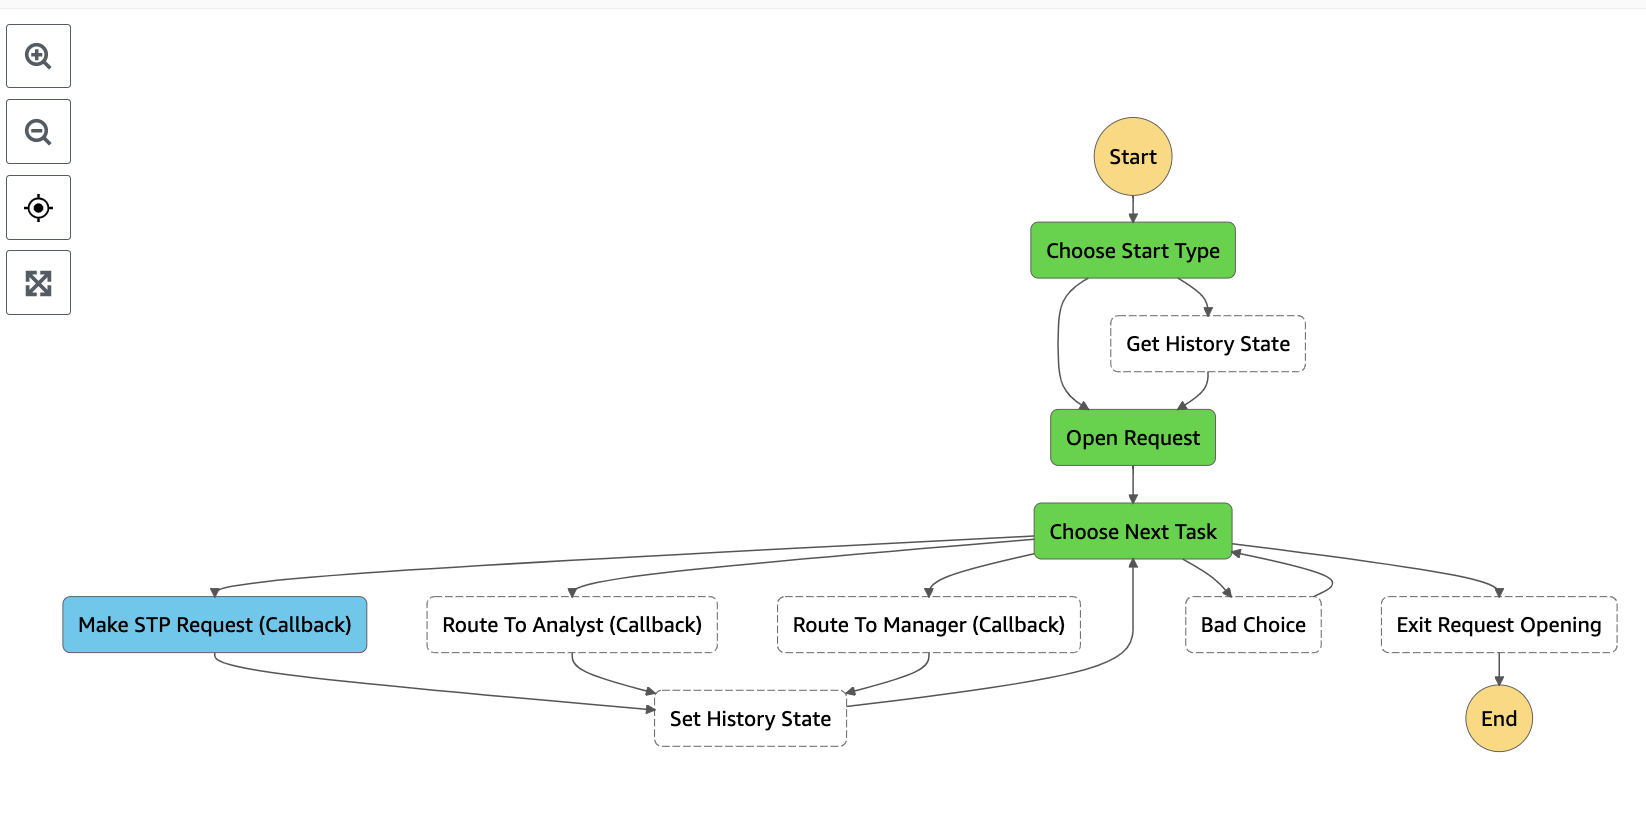 Start
Choose Start Type
Get History State
Open Request
Choose Next Task
Make STP Request (Callback)
Route To Analyst (Callback)
Route To Manager (Callback)
Bad Choice
Exit Request Opening
Set History State
End